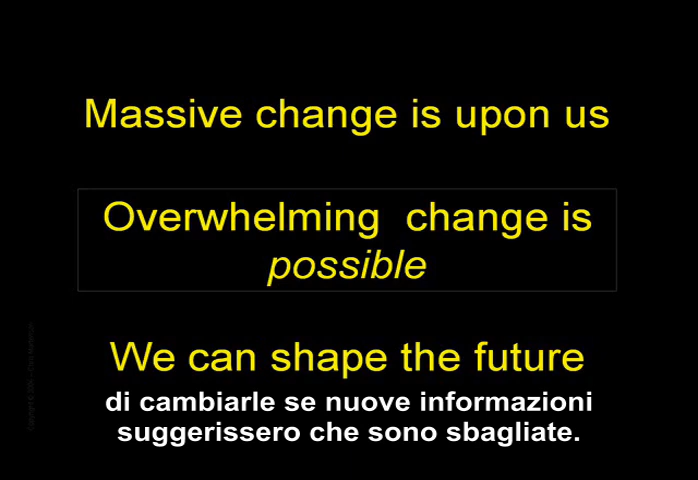 Massive change is upon us
Overwhelming change is
possible
We can shape the future
di cambiarle se nuove informazioni
suggerissero che sono sbagliate.